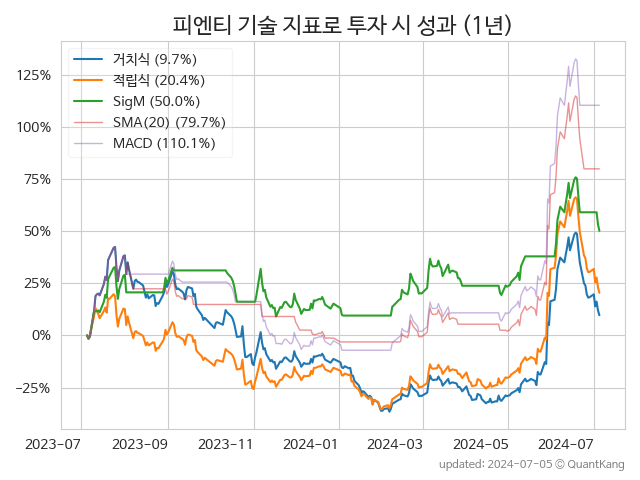 피엔티 기술 지표로 투자 시 성과 (1년)
거치식 (9.7%)
적립식 (20.4%)
SigM (50.0%)
SMA(20) (79.7%)
MACD (110.1%)
125%
100%
75%
50%
25%
0%
−25%
2023-07 2023-09 2023-11 2024-01 2024-03 2024-05 2024-07
updated: 2024-07-05 © QuantKang